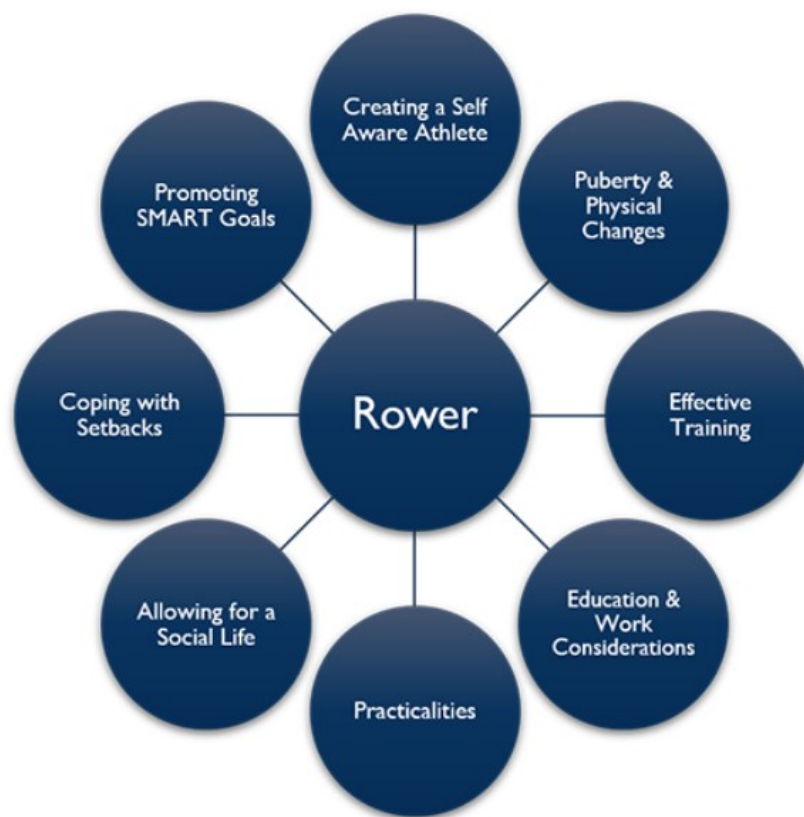 Creating a Self
Aware Athlete
Promoting
SMART Goals
Puberty &
Physical
Changes
Coping with
Setbacks
Rower
Effective
Training
Allowing for a
Social Life
Education &
Work
Considerations
Practicalities